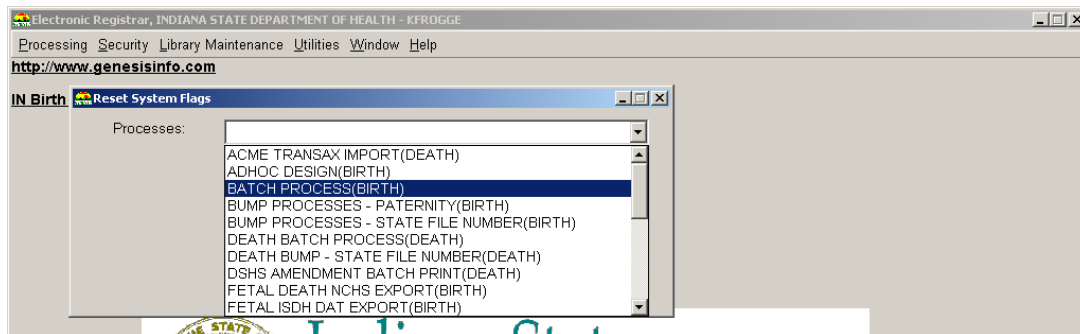 Electronic Registrar, INDIANA STATE DEPARTMENT OF HEALTH - KFROGGE
Processing Security Library Maintenance Utilities Window Help
http://www.genesisinfo.com
IN Birth
Reset System Flags
Processes:
ACME TRANSAX IMPORT(DEATH)
ADHOC DESIGN(BIRTH)
BATCH PROCESS(BIRTH)
BUMP PROCESSES - PATERNITY(BIRTH)
BUMP PROCESSES - STATE FILE NUMBER(BIRTH)
DEATH BATCH PROCESS(DEATH)
DEATH BUMP - STATE FILE NUMBER(DEATH)
DSHS AMENDMENT BATCH PRINT(DEATH)
FETAL DEATH NCHS EXPORT(BIRTH)
FETAL ISDH DAT EXPORT(BIRTH)
STATE
Indiana State